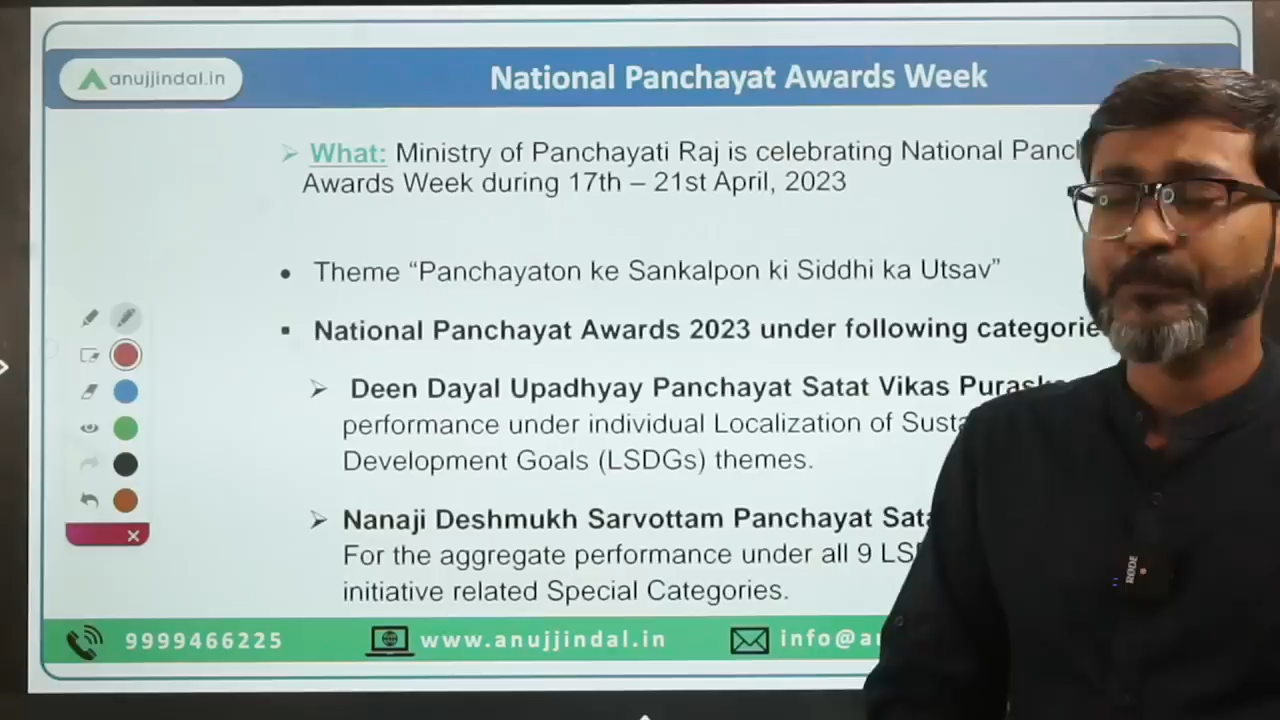 anujjindal.in
National Panchayat Awards Week
What: Ministry of Panchayati Raj is celebrating National
Awards Week during 17th – 21st April, 2023
Theme “Panchayaton ke Sankalpon ki Siddhi ka Utsav”
National Panchayat Awards 2023 under following
Deen Dayal Upadhyay Panchayat Satat Vikas
performance under individual Localization of
Development Goals (LSDGs) themes.
Nanaji Deshmukh Sarvottam Panchayat
For the aggregate performance under all 9
initiative related Special Categories.
9999466225 www.anujjindal.in
RODE